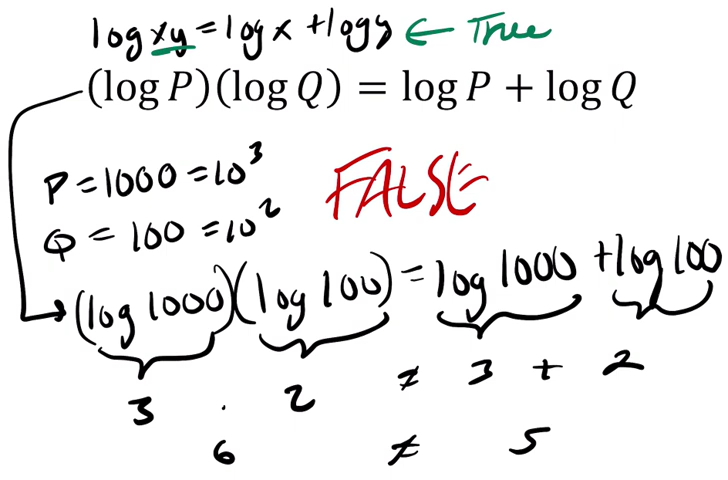 log xy = log x + log y ← True
(log P)(log Q) = log P + log Q
P = 1000 = 10³
FALSE
Q = 100 = 10²
(log 1000)(log 100) = log 1000 + log 100
3 · 2 ≠ 3 + 2
6 ≠ 5